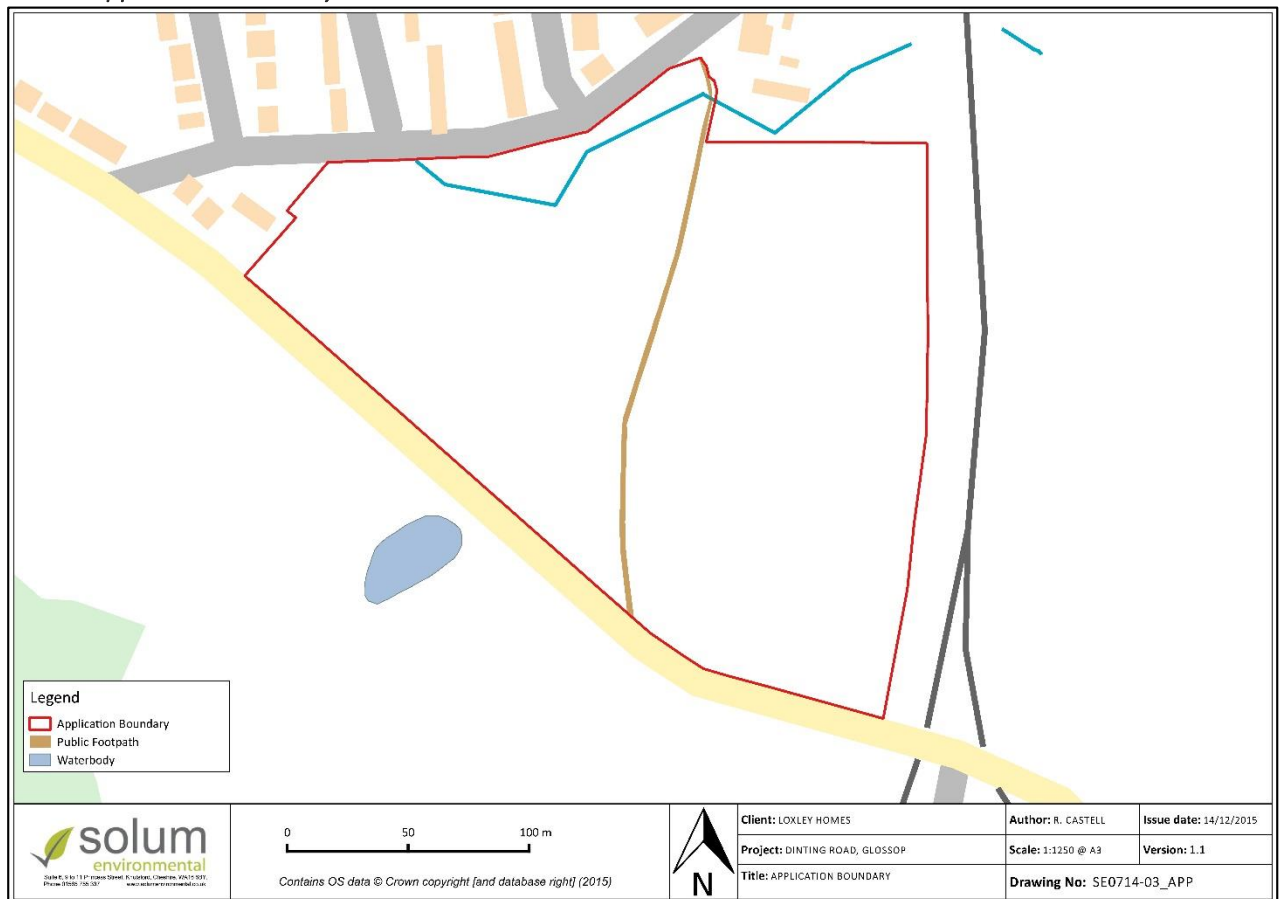 Legend
Application Boundary
Public Footpath
Waterbody
solum
environmental
0 50 100 m
Contains OS data © Crown copyright [and database right] (2015)
N
Client: LOXLEY HOMES
Project: DINTING ROAD, GLOSSOP
Title: APPLICATION BOUNDARY
Author: R. CASTELL
Issue date: 14/12/2015
Scale: 1:1250 @ A3
Version: 1.1
Drawing No: SE0714-03_APP